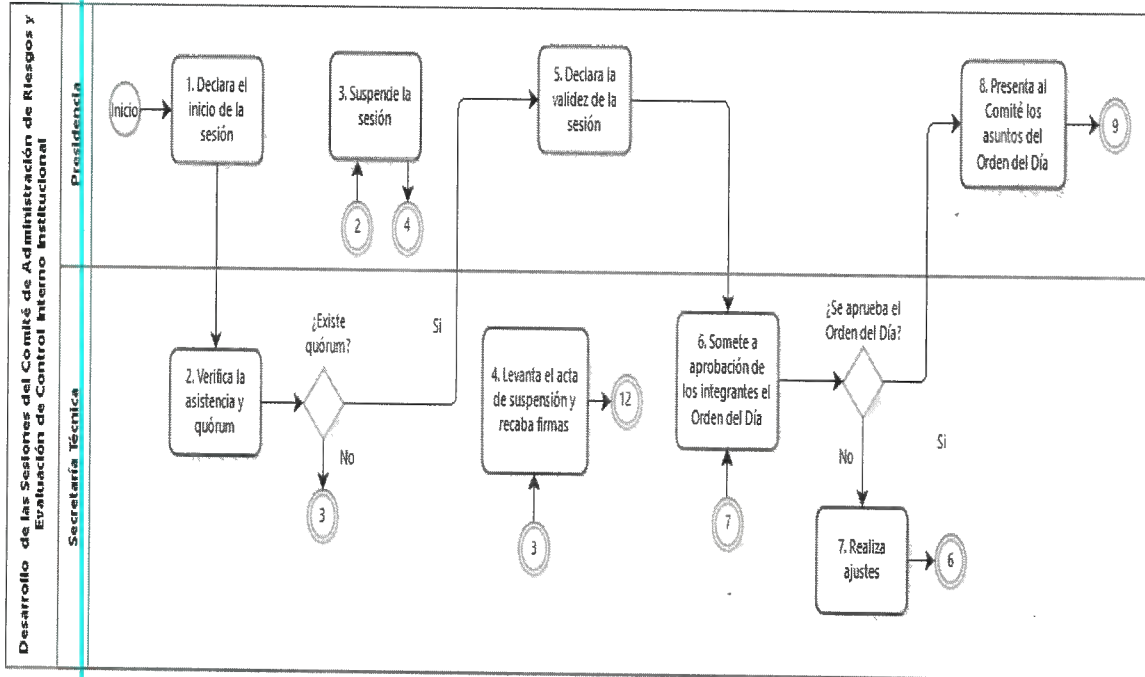 Desarrollo de las Sesiones del Comité de Administración de Riesgos y
Evaluación de Control Interno Institucional
Presidencia
Inicio
1. Declara el
inicio de la
sesión
3. Suspende la
sesión
2
4
5. Declara la
validez de la
sesión
8. Presenta al
Comité los
asuntos del
Orden del Día
9
Secretaría Técnica
2. Verifica la
asistencia y
quórum
¿Existe
quórum?
Si
No
3
4. Levanta el acta
de suspensión y
recaba firmas
12
3
6. Somete a
aprobación de
los integrantes el
Orden del Día
7
¿Se aprueba el
Orden del Día?
Si
No
7. Realiza
ajustes
6